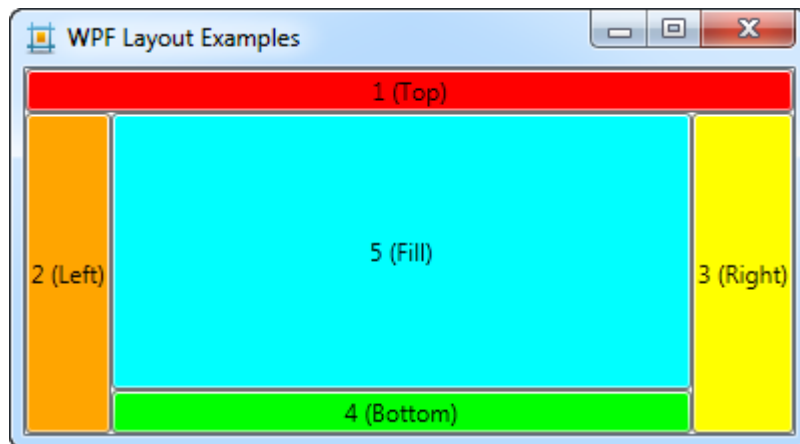 WPF Layout Examples
1 (Top)
2 (Left)
5 (Fill)
3 (Right)
4 (Bottom)